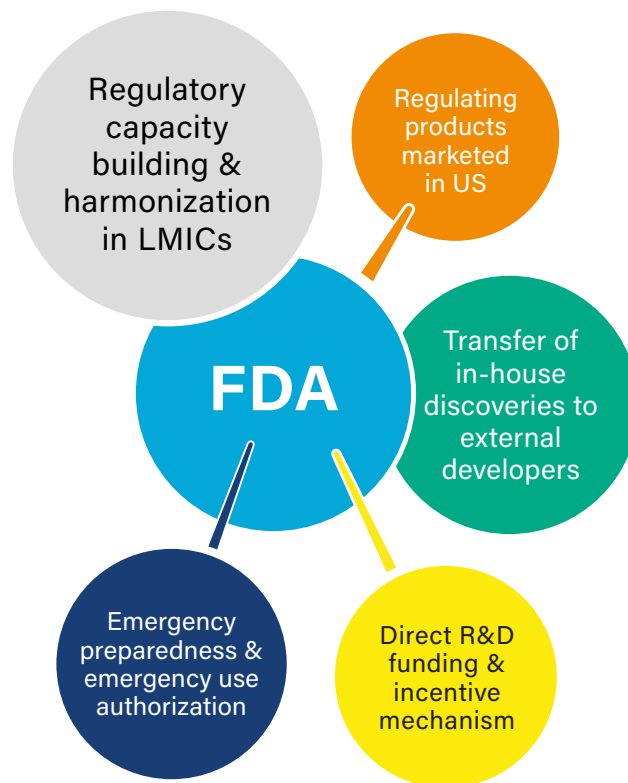 Regulatory
capacity
building &
harmonization
in LMICs
Regulating
products
marketed
in US
FDA
Transfer of
in-house
discoveries to
external
developers
Emergency
preparedness &
emergency use
authorization
Direct R&D
funding &
incentive
mechanism